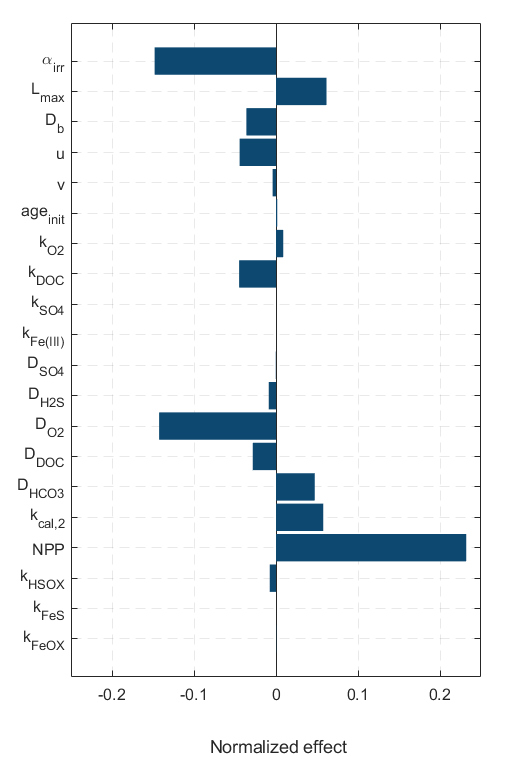 α_irr
L_max
D_b
u
v
age_init
k_O2
k_DOC
k_SO4
k_Fe(III)
D_SO4
D_H2S
D_O2
D_DOC
D_HCO3
k_cal,2
NPP
k_HSOX
k_FeS
k_FeOX
-0.2 -0.1 0 0.1 0.2
Normalized effect